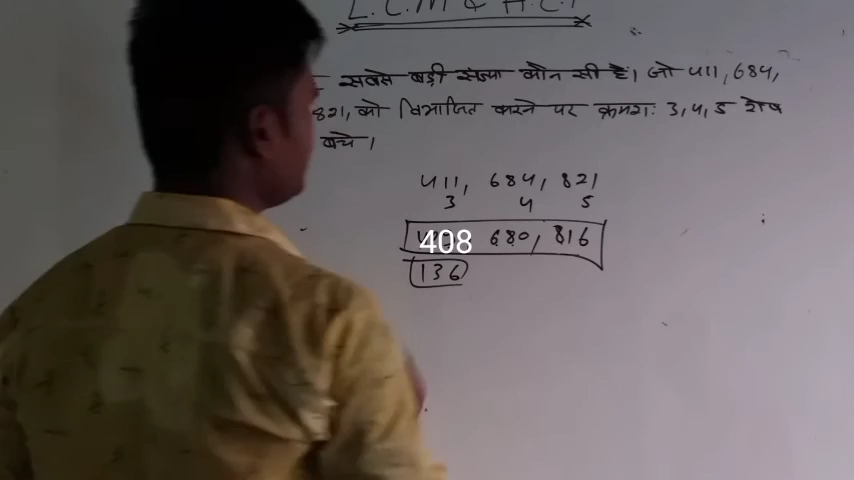 L.C.M & H.C.F
सबसे बड़ी संख्या कौन सी है। जो 411, 684,
821, को विभाजित करने पर क्रमशः 3, 4, 5 शेष
बचे।
411, 684, 821
3 4 5
408 680, 816
136